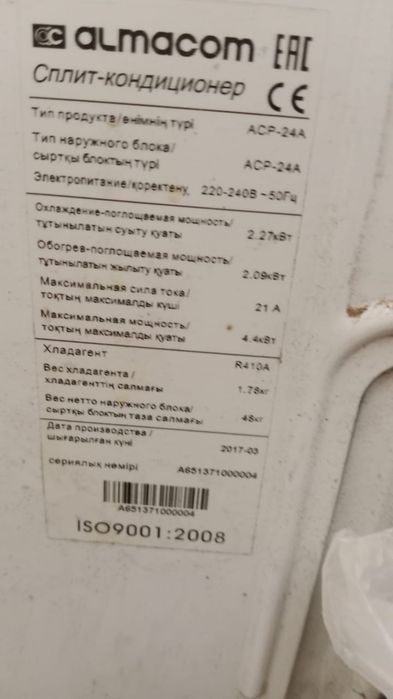 almacom EAC
Сплит-кондиционер CE
Тип продукта/өнімнің түрі ACP-24A
Тип наружного блока/
сыртқы блоктың түрі ACP-24A
Электропитание/қоректену, 220-240В ~ 50Гц
Охлаждение-поглощаемая мощность/
тұтынылатын суыту қуаты 2.27кВт
Обогрев-поглощаемая мощность/
тұтынылатын жылыту қуаты 2.09кВт
Максимальная сила тока/
тоқтың максималды күші 21 А
Максимальная мощность/
тоқтың максималды қуаты 4.4кВт
Хладагент R410A
Вес хладагента /
хладагенттің салмағы 1.78кг
Вес нетто наружного блока/
сыртқы блоктың таза салмағы 48кг
Дата производства /
шығарылған күні 2017-03
сериялық нөмірі A651371000004
A651371000004
ISO9001:2008